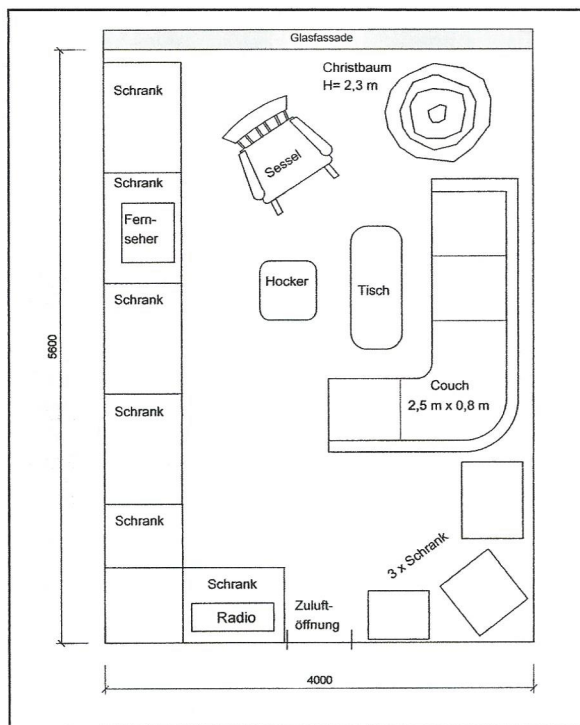 Glasfassade
Schrank
Christbaum
H= 2,3 m
Sessel
Schrank
Fern-
seher
Hocker
Tisch
Schrank
5600
Couch
2,5 m x 0,8 m
Schrank
Schrank
3 x Schrank
Schrank
Radio
Zuluft-
öffnung
4000